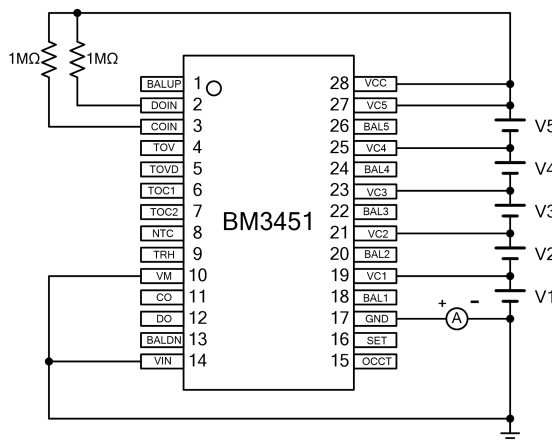 1MΩ 1MΩ
BALUP 1 28 VCC
DOIN 2 27 VC5
COIN 3 26 BAL5 V5
TOV 4 25 VC4
TOVD 5 24 BAL4 V4
TOC1 6 23 VC3
TOC2 7 22 BAL3 V3
BM3451
NTC 8 21 VC2
TRH 9 20 BAL2 V2
VM 10 19 VC1
CO 11 18 BAL1 V1
+ -
DO 12 17 GND A
BALDN 13 16 SET
VIN 14 15 OCCT